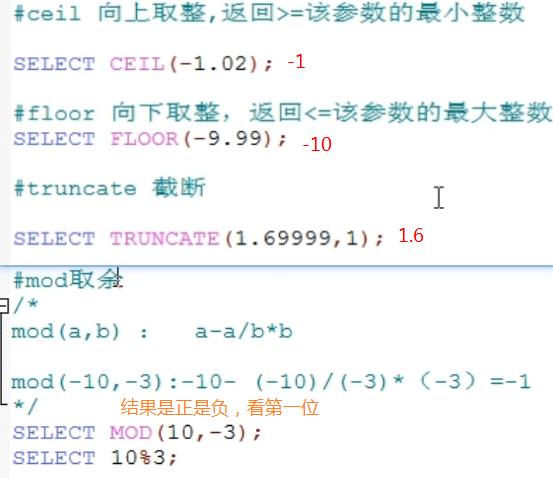 #ceil 向上取整,返回>=该参数的最小整数
SELECT CEIL(-1.02); -1
#floor 向下取整，返回<=该参数的最大整数
SELECT FLOOR(-9.99); -10
#truncate 截断
SELECT TRUNCATE(1.69999,1); 1.6
#mod取余
/*
mod(a,b) : a-a/b*b
mod(-10,-3):-10- (-10)/(-3)*（-3）=-1
*/ 结果是正是负，看第一位
SELECT MOD(10,-3);
SELECT 10%3;